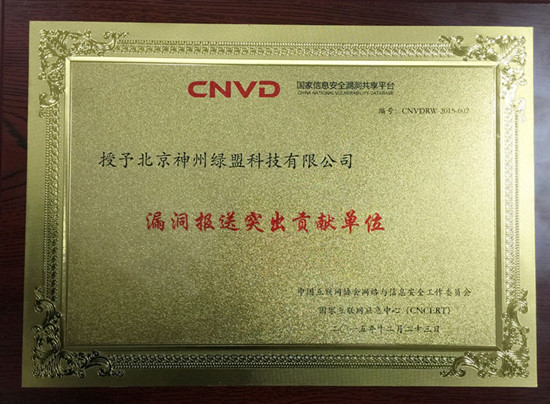 CNVD 国家信息安全漏洞共享平台
CHINA NATIONAL VULNERABILITY DATABASE
编号:CNVDRW-2015-602
授予北京神州绿盟科技有限公司
漏洞报送突出贡献单位
中国互联网协会网络与信息安全工作委员会
国家互联网应急中心(CNCERT)
二〇一五年十二月二十三日